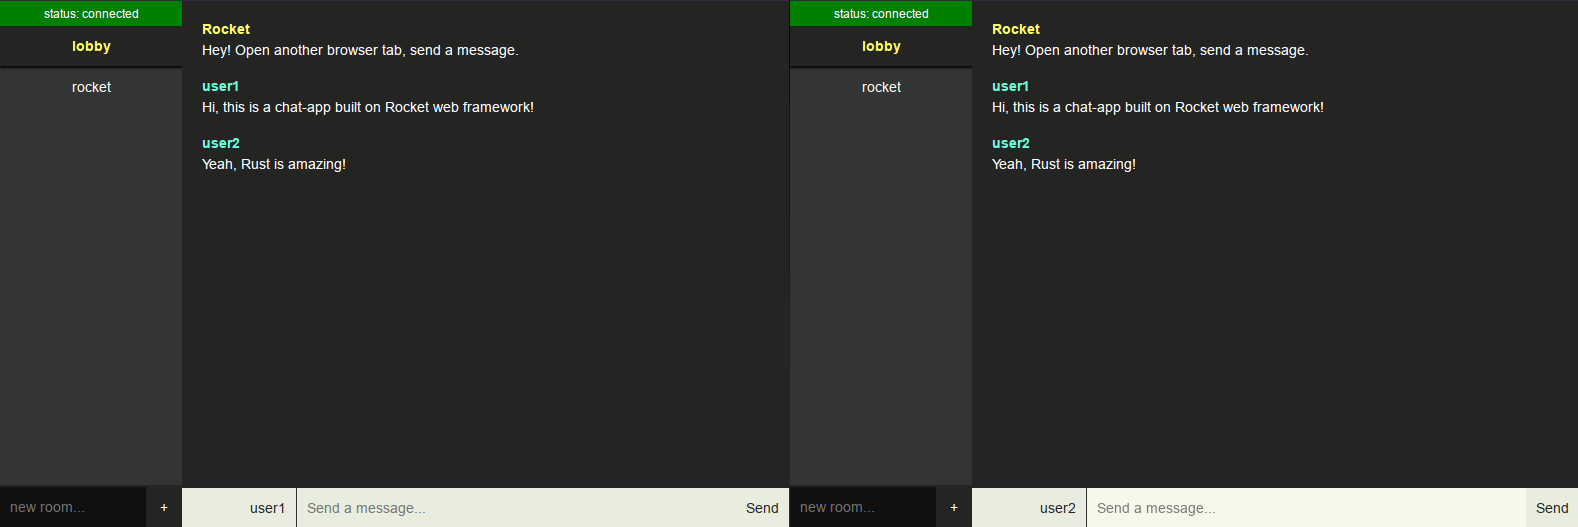 status: connected
lobby
rocket
Rocket
Hey! Open another browser tab, send a message.
user1
Hi, this is a chat-app built on Rocket web framework!
user2
Yeah, Rust is amazing!
new room...
+
user1
Send a message...
Send
status: connected
lobby
rocket
Rocket
Hey! Open another browser tab, send a message.
user1
Hi, this is a chat-app built on Rocket web framework!
user2
Yeah, Rust is amazing!
new room...
+
user2
Send a message...
Send